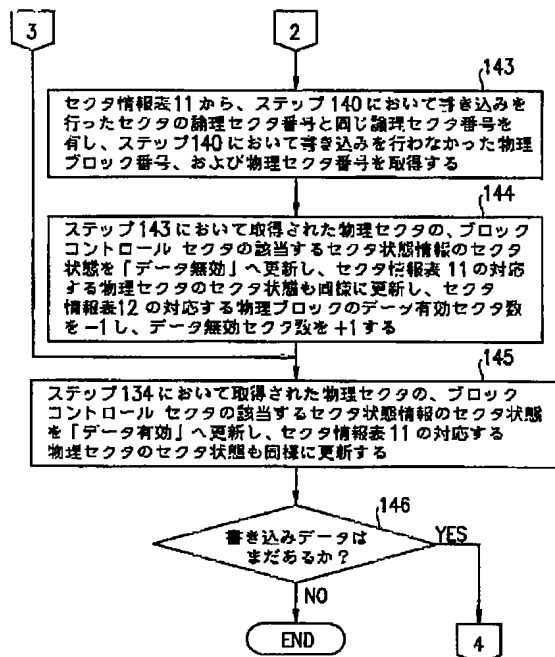 3
2
143
セクタ情報表11から、ステップ140において書き込みを
行ったセクタの論理セクタ番号と同じ論理セクタ番号を
有し、ステップ140において書き込みを行わなかった物理
ブロック番号、および物理セクタ番号を取得する
144
ステップ143において取得された物理セクタの、ブロック
コントロール セクタの該当するセクタ状態情報のセクタ
状態を「データ無効」へ更新し、セクタ情報表11の対応
する物理セクタのセクタ状態も同様に更新し、セクタ
情報表12の対応する物理ブロックのデータ有効セクタ数
を-1し、データ無効セクタ数を+1する
145
ステップ134において取得された物理セクタの、ブロック
コントロール セクタの該当するセクタ状態情報のセクタ状態
を「データ有効」へ更新し、セクタ情報表11の対応する
物理セクタのセクタ状態も同様に更新する
146
書き込みデータは
まだあるか?
YES
NO
END
4